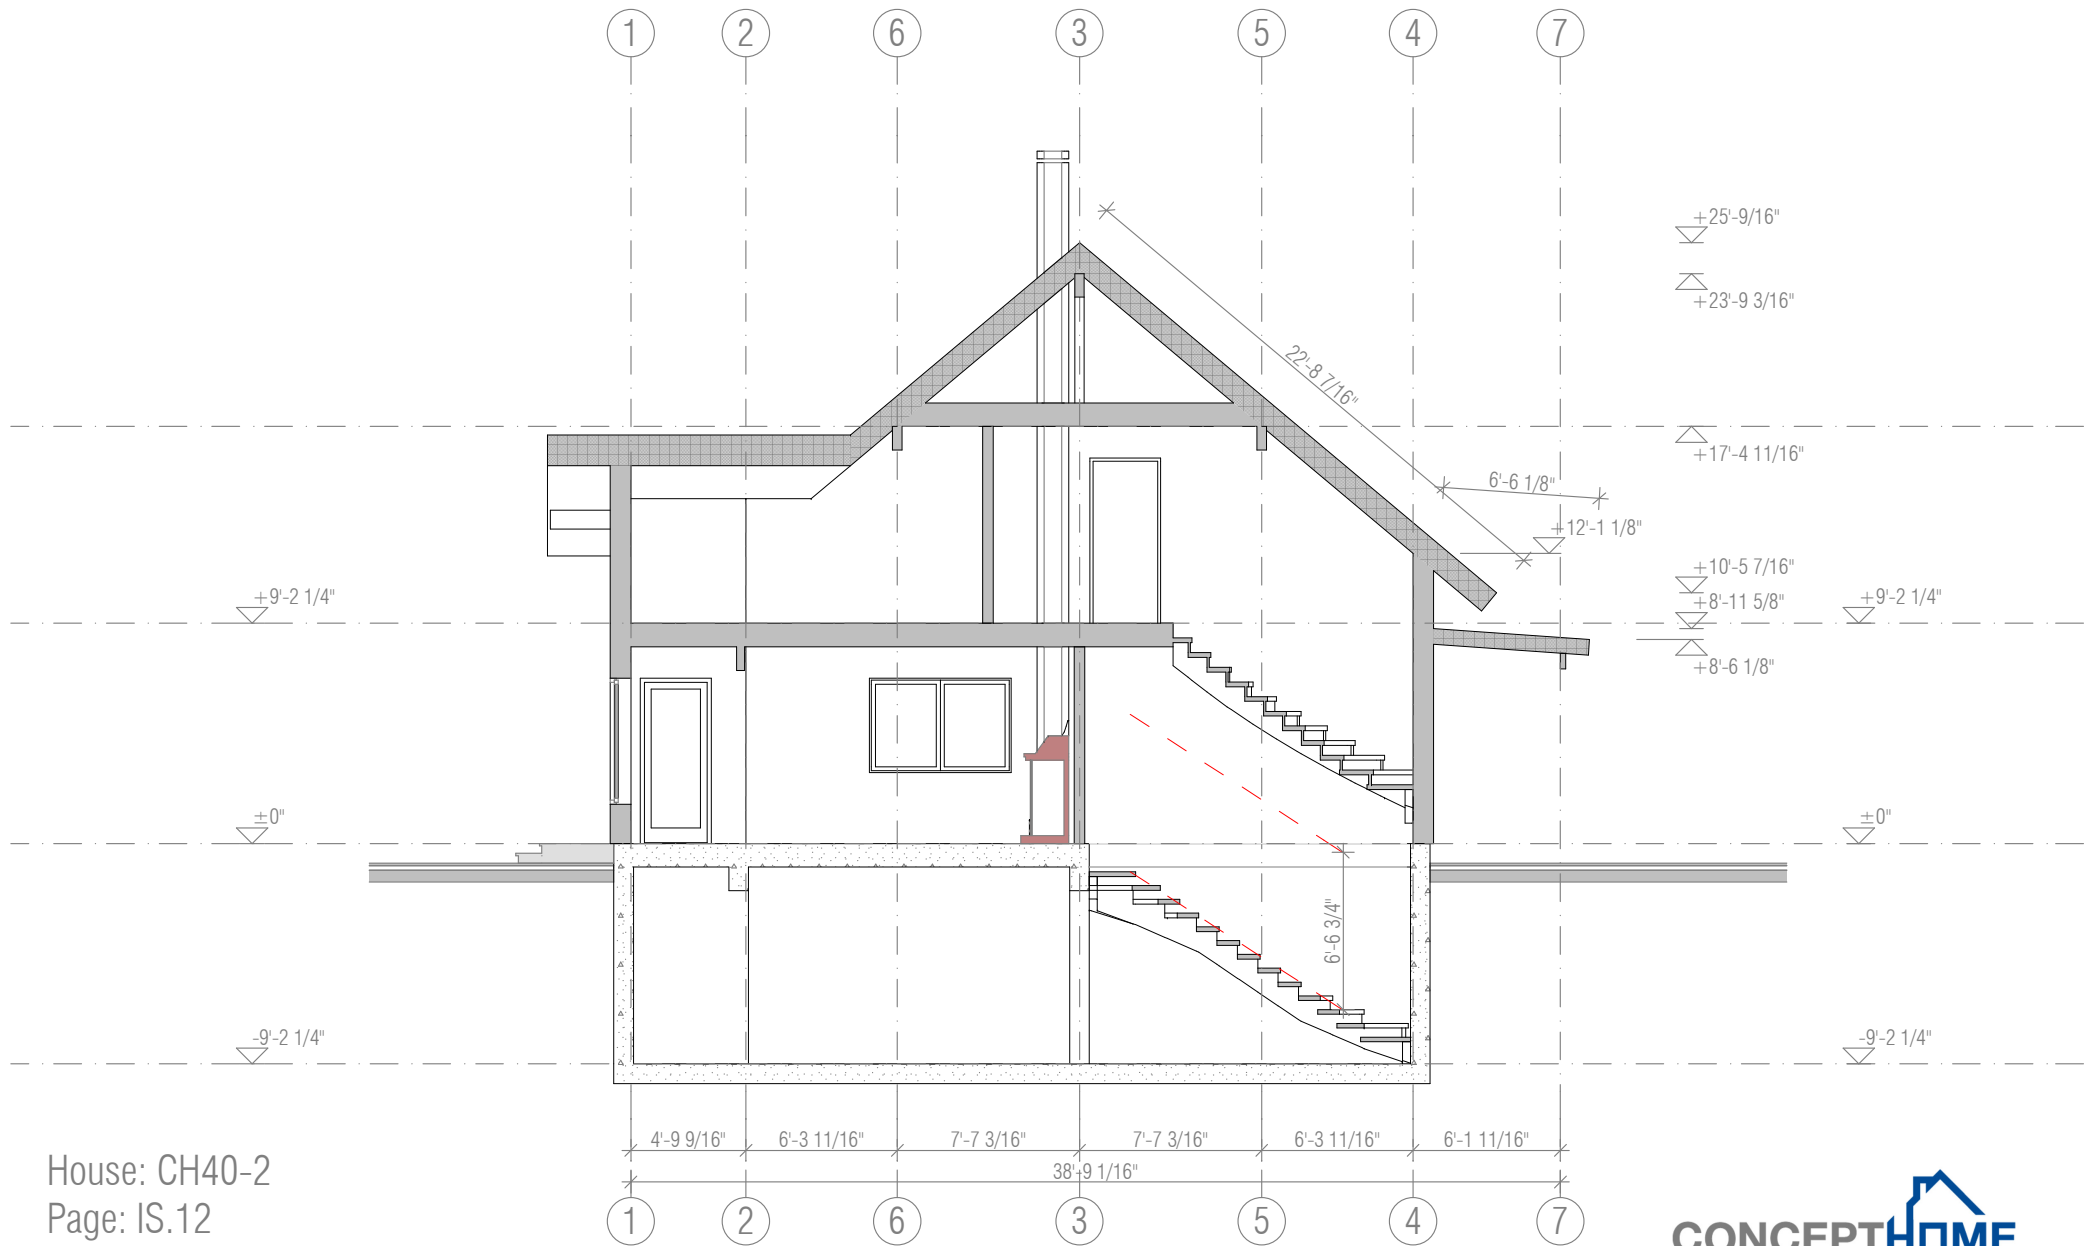 1 2 6 3 5 4 7
+25'-9/16"
+23'-9 3/16"
22'-8 7/16"
+17'-4 11/16"
6'-6 1/8"
+12'-1 1/8"
+10'-5 7/16"
+9'-2 1/4"
+8'-11 5/8"
+9'-2 1/4"
+8'-6 1/8"
±0"
±0"
6'-6 3/4"
-9'-2 1/4"
-9'-2 1/4"
4'-9 9/16" 6'-3 11/16" 7'-7 3/16" 7'-7 3/16" 6'-3 11/16" 6'-1 11/16"
38'-9 1/16"
House: CH40-2
Page: IS.12
1 2 6 3 5 4 7
CONCEPTHOME